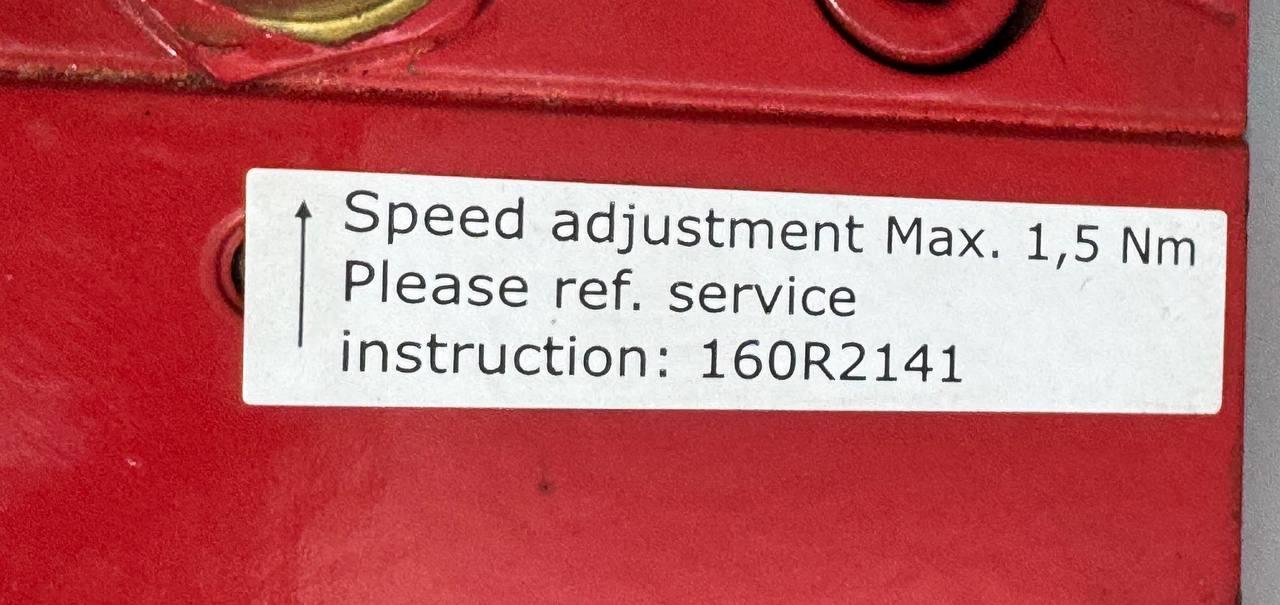 Speed adjustment Max. 1,5 Nm
Please ref. service
instruction: 160R2141